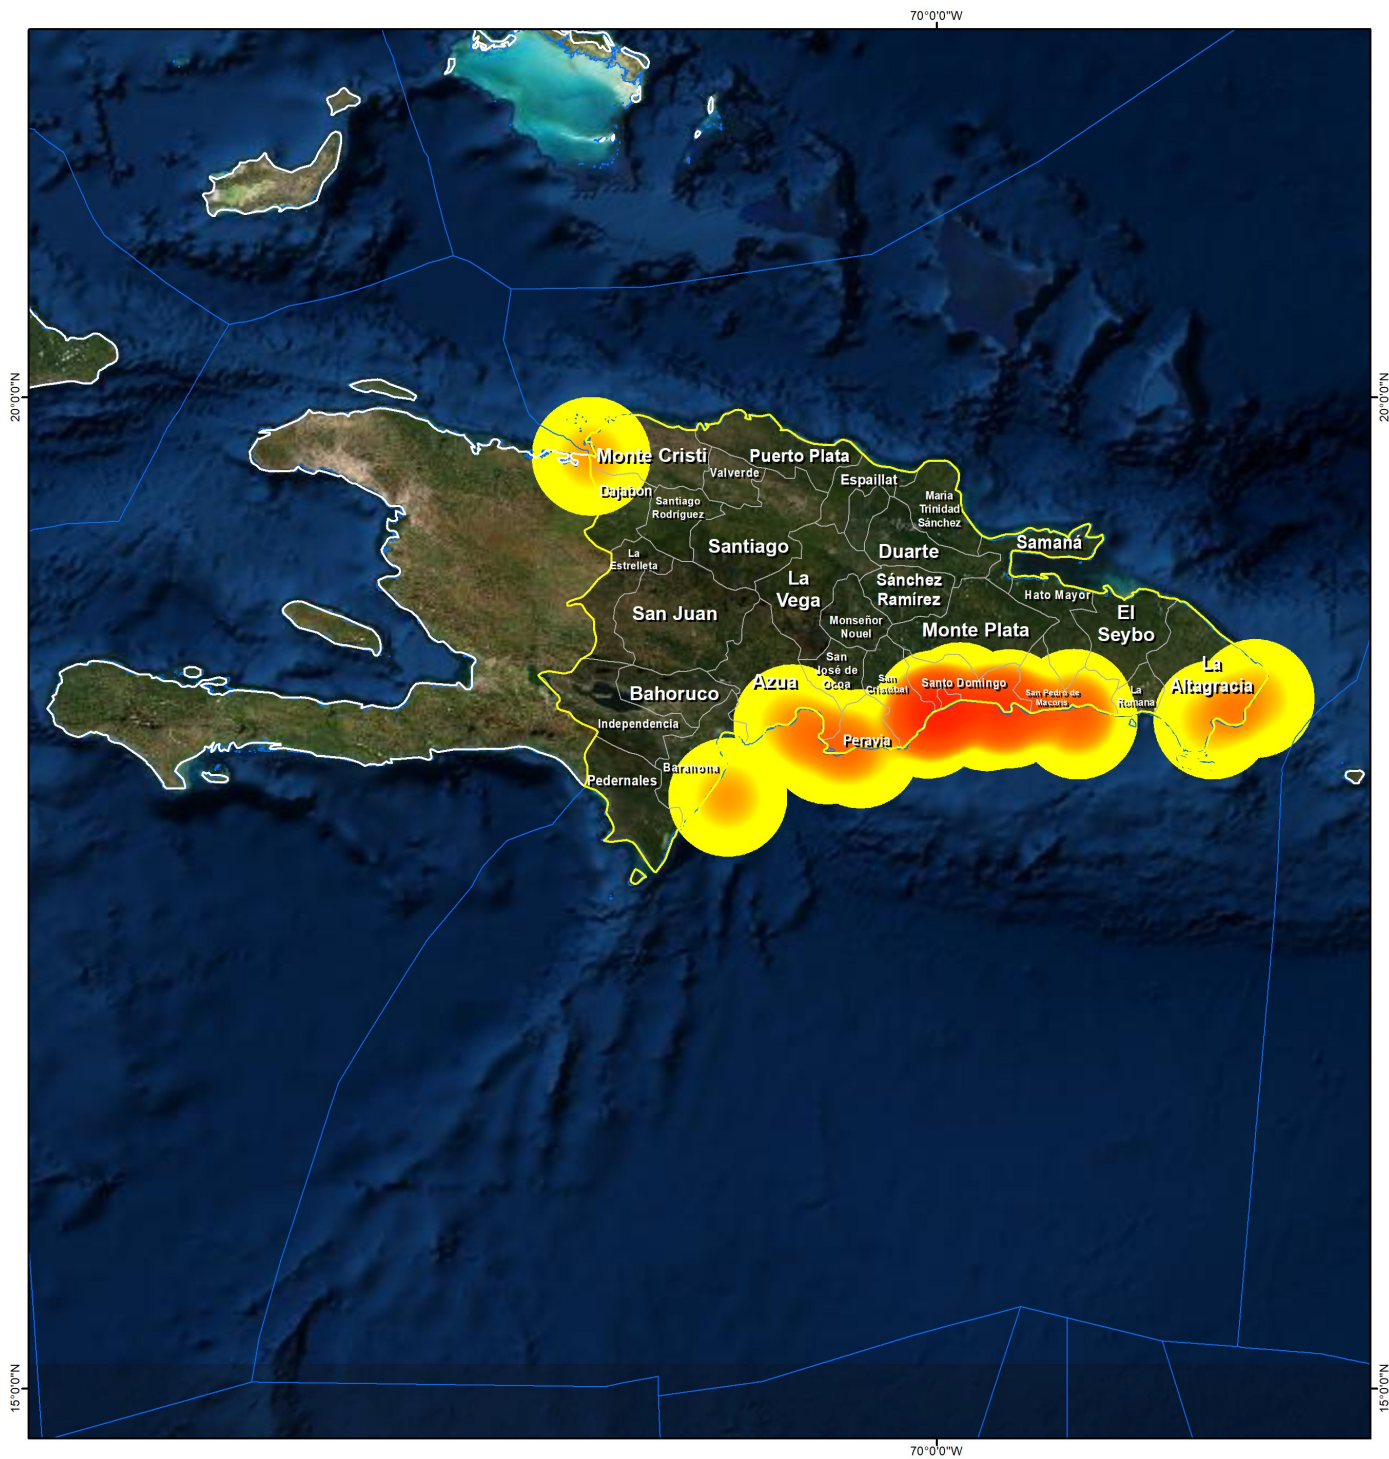 70°0'0"W
20°0'0"N
20°0'0"N
Monte Cristi
Puerto Plata
Valverde
Espaillat
Dajabón
Santiago
Rodríguez
Maria
Trinidad
Sánchez
Santiago
Duarte
Samaná
La
Estrelleta
La
Vega
Sánchez
Ramírez
Hato Mayor
El
Seybo
San Juan
Monseñor
Nouel
Monte Plata
San
José de
Ocoa
La
Altagracia
Azua
San
Cristóbal
Santo Domingo
Bahoruco
San Pedro de
Macorís
La
Romana
Independencia
Peravia
Barahona
Pedernales
15°0'0"N
15°0'0"N
70°0'0"W